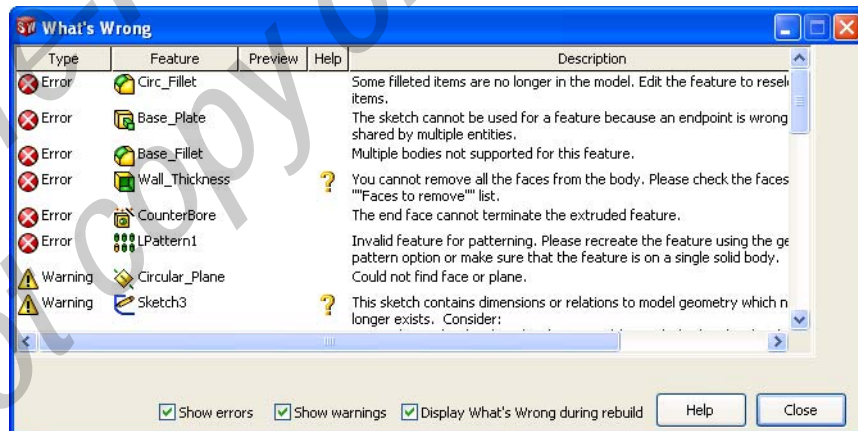 What's Wrong
Type Feature Preview Help Description
Error Circ_Fillet Some filleted items are no longer in the model. Edit the feature to resel
items.
Error Base_Plate The sketch cannot be used for a feature because an endpoint is wrong
shared by multiple entities.
Error Base_Fillet Multiple bodies not supported for this feature.
Error Wall_Thickness ? You cannot remove all the faces from the body. Please check the faces
""Faces to remove"" list.
Error CounterBore The end face cannot terminate the extruded feature.
Error LPattern1 Invalid feature for patterning. Please recreate the feature using the ge
pattern option or make sure that the feature is on a single solid body.
Warning Circular_Plane Could not find face or plane.
Warning Sketch3 ? This sketch contains dimensions or relations to model geometry which n
longer exists. Consider:
Show errors Show warnings Display What's Wrong during rebuild Help Close